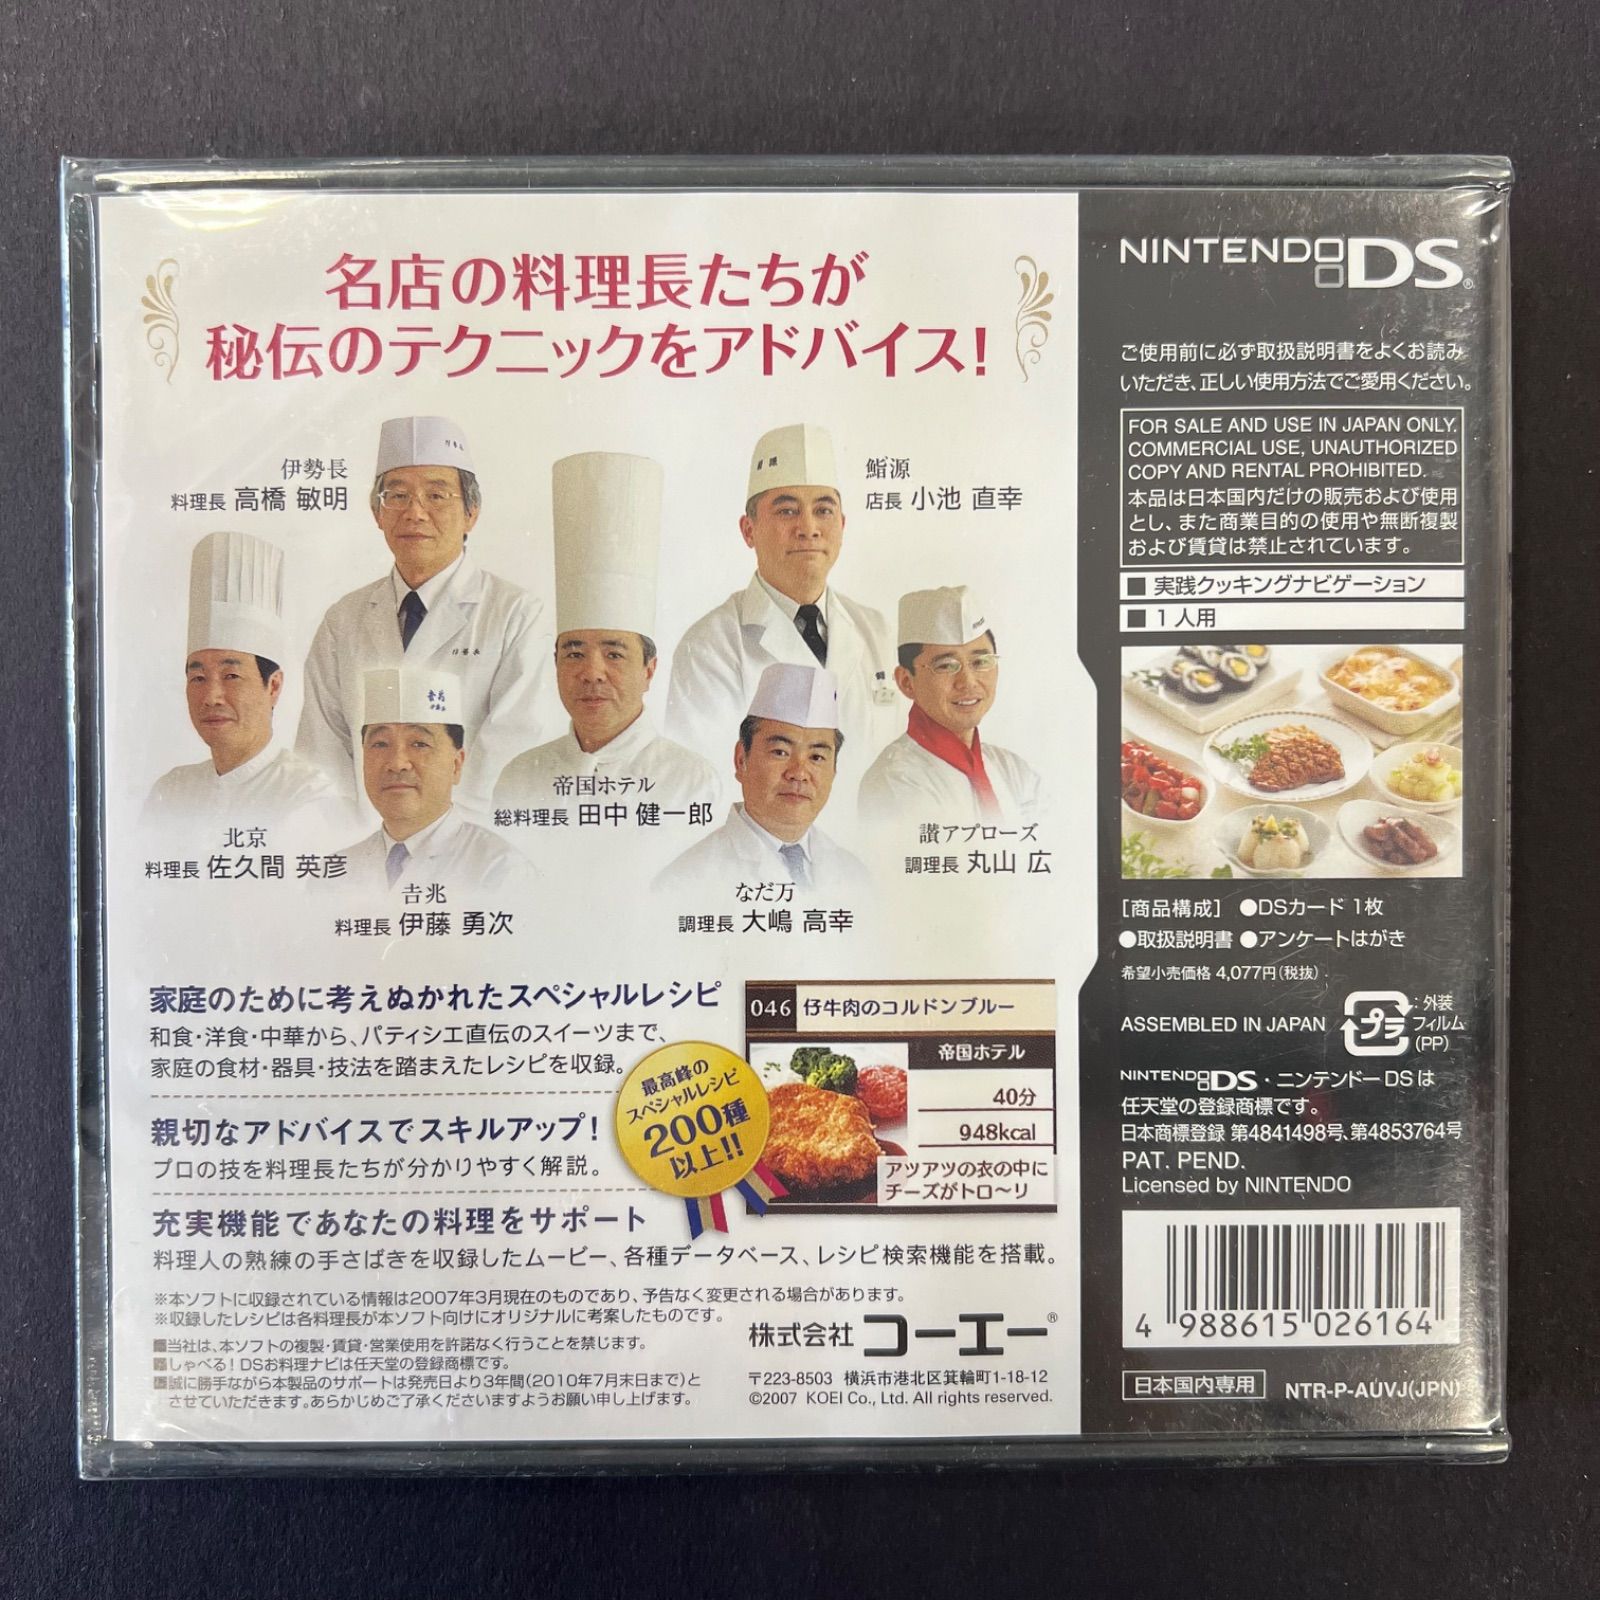 名店の料理長たちが
秘伝のテクニックをアドバイス!
伊勢長
料理長 高橋 敏明
鮨源
店長 小池 直幸
帝国ホテル
総料理長 田中 健一郎
北京
料理長 佐久間 英彦
讃アプローズ
調理長 丸山 広
𠮷兆
料理長 伊藤 勇次
なだ万
調理長 大嶋 高幸
家庭のために考えぬかれたスペシャルレシピ
和食・洋食・中華から、パティシエ直伝のスイーツまで、
家庭の食材・器具・技法を踏まえたレシピを収録。
親切なアドバイスでスキルアップ!
プロの技を料理長たちが分かりやすく解説。
充実機能であなたの料理をサポート
料理人の熟練の手さばきを収録したムービー、各種データベース、レシピ検索機能を搭載。
最高峰の
スペシャルレシピ
200種
以上!!
046 仔牛肉のコルドンブルー
帝国ホテル
40分
948kcal
アツアツの衣の中に
チーズがトロ〜リ
※本ソフトに収録されている情報は2007年3月現在のものであり、予告なく変更される場合があります。
※収録したレシピは各料理長が本ソフト向けにオリジナルに考案したものです。
■当社は、本ソフトの複製・賃貸・営業使用を許諾なく行うことを禁じます。
■しゃべる!DSお料理ナビは任天堂の登録商標です。
■誠に勝手ながら本製品のサポートは発売日より3年間(2010年7月末日まで)と
させていただきます。あらかじめご了承くださいますようお願い申し上げます。
株式会社 コーエー®
〒223-8503 横浜市港北区箕輪町1-18-12
©2007 KOEI Co., Ltd. All rights reserved.
NINTENDO DS®
ご使用前に必ず取扱説明書をよくお読み
いただき、正しい使用方法でご愛用ください。
FOR SALE AND USE IN JAPAN ONLY.
COMMERCIAL USE, UNAUTHORIZED
COPY AND RENTAL PROHIBITED.
本品は日本国内だけの販売および使用
とし、また商業目的の使用や無断複製
および賃貸は禁止されています。
■ 実践クッキングナビゲーション
■ 1人用
[商品構成] ●DSカード 1枚
●取扱説明書 ●アンケートはがき
希望小売価格 4,077円(税抜)
ASSEMBLED IN JAPAN
プラ
:外装
フィルム
(PP)
NINTENDO DS・ニンテンドーDSは
任天堂の登録商標です。
日本商標登録 第4841498号、第4853764号
PAT. PEND.
Licensed by NINTENDO
4 988615 026164
日本国内専用
NTR-P-AUVJ(JPN)